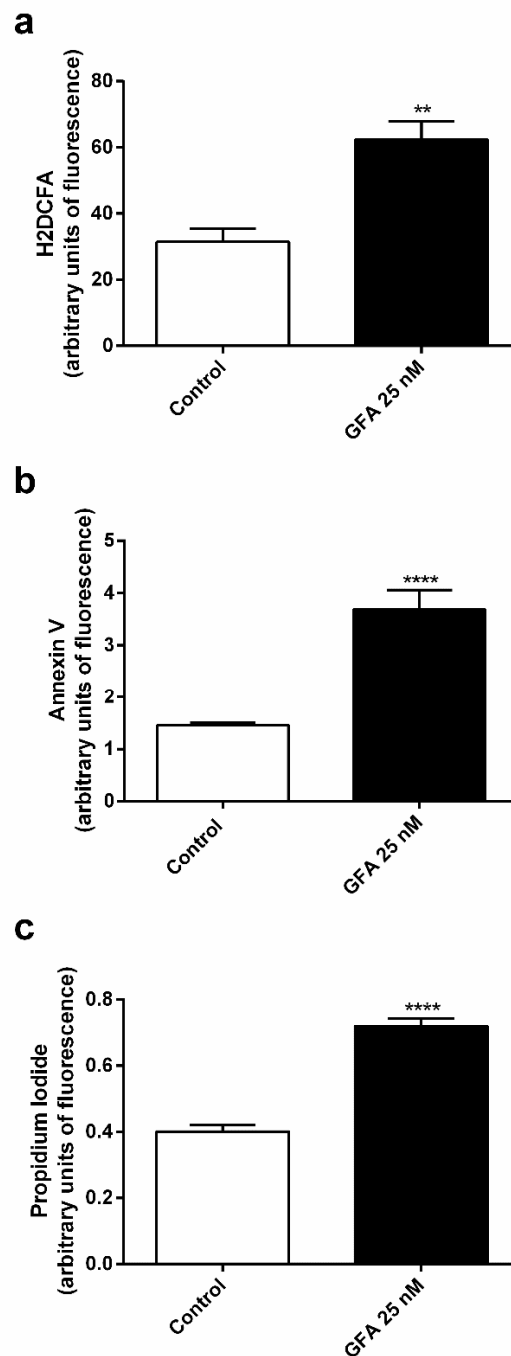 a
H2DCFA
(arbitrary units of fluorescence)
80
60
40
20
0
**
Control
GFA 25 nM
b
Annexin V
(arbitrary units of fluorescence)
5
4
3
2
1
0
****
Control
GFA 25 nM
c
Propidium Iodide
(arbitrary units of fluorescence)
0.8
0.6
0.4
0.2
0.0
****
Control
GFA 25 nM